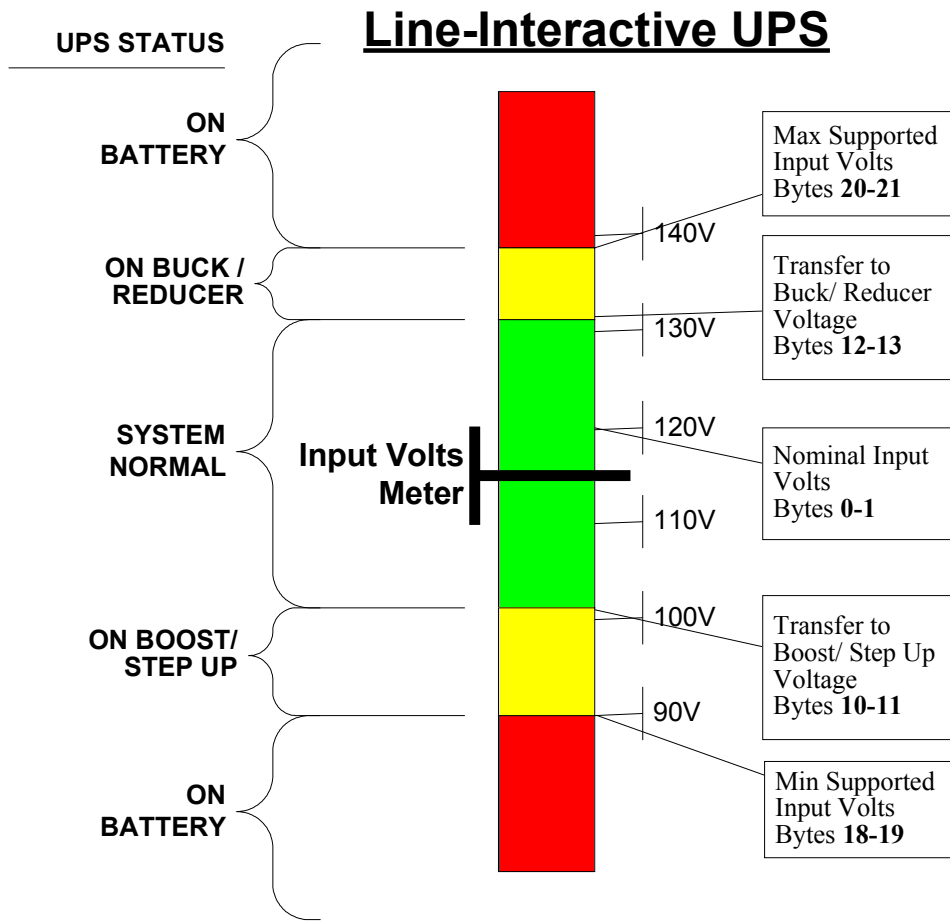 Line-Interactive UPS
UPS STATUS
ON
BATTERY
ON BUCK /
REDUCER
SYSTEM
NORMAL
ON BOOST/
STEP UP
ON
BATTERY
Input Volts
Meter
140V
130V
120V
110V
100V
90V
Max Supported
Input Volts
Bytes 20-21
Transfer to
Buck/ Reducer
Voltage
Bytes 12-13
Nominal Input
Volts
Bytes 0-1
Transfer to
Boost/ Step Up
Voltage
Bytes 10-11
Min Supported
Input Volts
Bytes 18-19